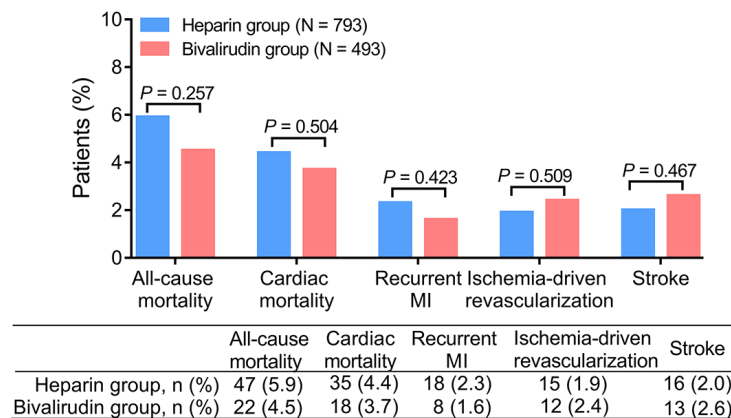 10
8
6
4
2
0
Patients (%)
Heparin group (N = 793)
Bivalirudin group (N = 493)
P = 0.257
P = 0.504
P = 0.423
P = 0.509
P = 0.467
All-cause mortality
Cardiac mortality
Recurrent MI
Ischemia-driven revascularization
Stroke
All-cause mortality Cardiac mortality Recurrent MI Ischemia-driven revascularization Stroke
Heparin group, n (%) 47 (5.9) 35 (4.4) 18 (2.3) 15 (1.9) 16 (2.0)
Bivalirudin group, n (%) 22 (4.5) 18 (3.7) 8 (1.6) 12 (2.4) 13 (2.6)